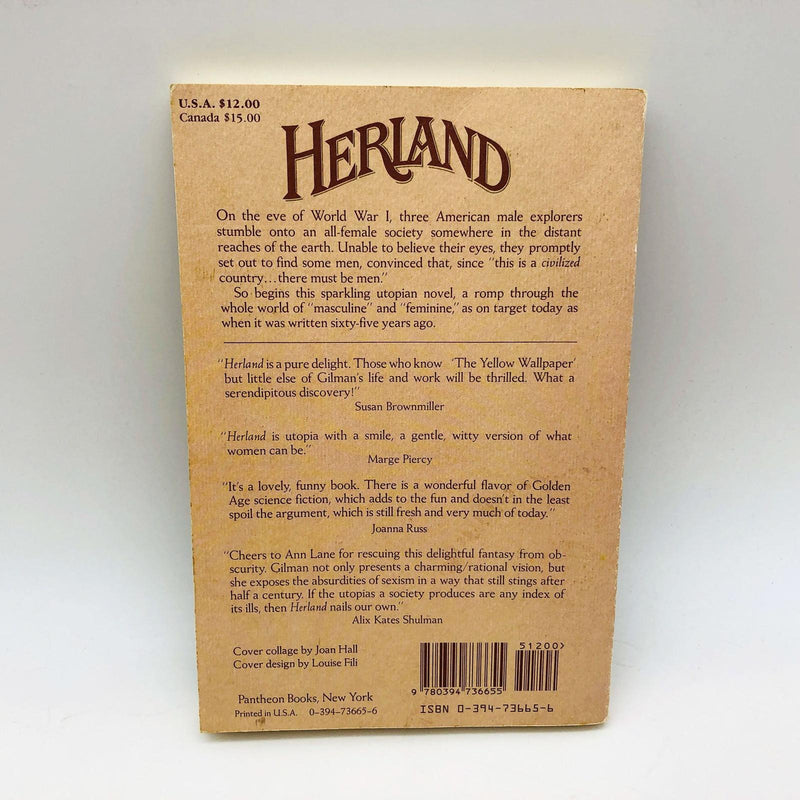 U.S.A. $12.00
Canada $15.00
HERLAND
On the eve of World War I, three American male explorers
stumble onto an all-female society somewhere in the distant
reaches of the earth. Unable to believe their eyes, they promptly
set out to find some men, convinced that, since "this is a civilized
country...there must be men."
So begins this sparkling utopian novel, a romp through the
whole world of "masculine" and "feminine," as on target today as
when it was written sixty-five years ago.
"Herland is a pure delight. Those who know 'The Yellow Wallpaper'
but little else of Gilman's life and work will be thrilled. What a
serendipitous discovery!"
Susan Brownmiller
"Herland is utopia with a smile, a gentle, witty version of what
women can be."
Marge Piercy
"It's a lovely, funny book. There is a wonderful flavor of Golden
Age science fiction, which adds to the fun and doesn't in the least
spoil the argument, which is still fresh and very much of today."
Joanna Russ
"Cheers to Ann Lane for rescuing this delightful fantasy from ob-
scurity. Gilman not only presents a charming/rational vision, but
she exposes the absurdities of sexism in a way that still stings after
half a century. If the utopias a society produces are any index of
its ills, then Herland nails our own."
Alix Kates Shulman
Cover collage by Joan Hall
Cover design by Louise Fili
Pantheon Books, New York
Printed in U.S.A. 0-394-73665-6
51200>
9 780394 736655
ISBN 0-394-73665-6